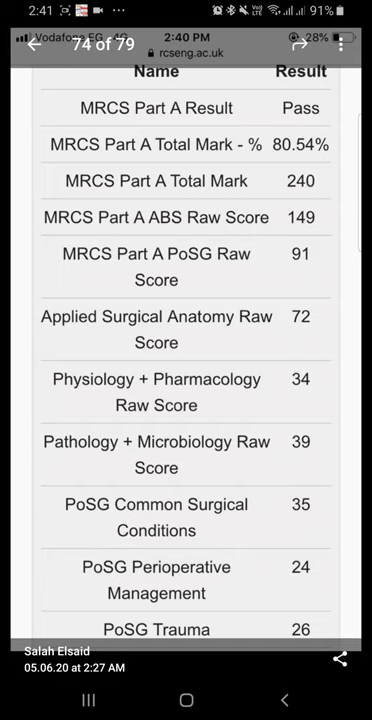 2:41 91%
Vodafone EG 4G 2:40 PM 28%
74 of 79
rcseng.ac.uk
Name Result
MRCS Part A Result Pass
MRCS Part A Total Mark - % 80.54%
MRCS Part A Total Mark 240
MRCS Part A ABS Raw Score 149
MRCS Part A PoSG Raw
Score 91
Applied Surgical Anatomy Raw
Score 72
Physiology + Pharmacology
Raw Score 34
Pathology + Microbiology Raw
Score 39
PoSG Common Surgical
Conditions 35
PoSG Perioperative
Management 24
PoSG Trauma 26
Salah Elsaid
05.06.20 at 2:27 AM